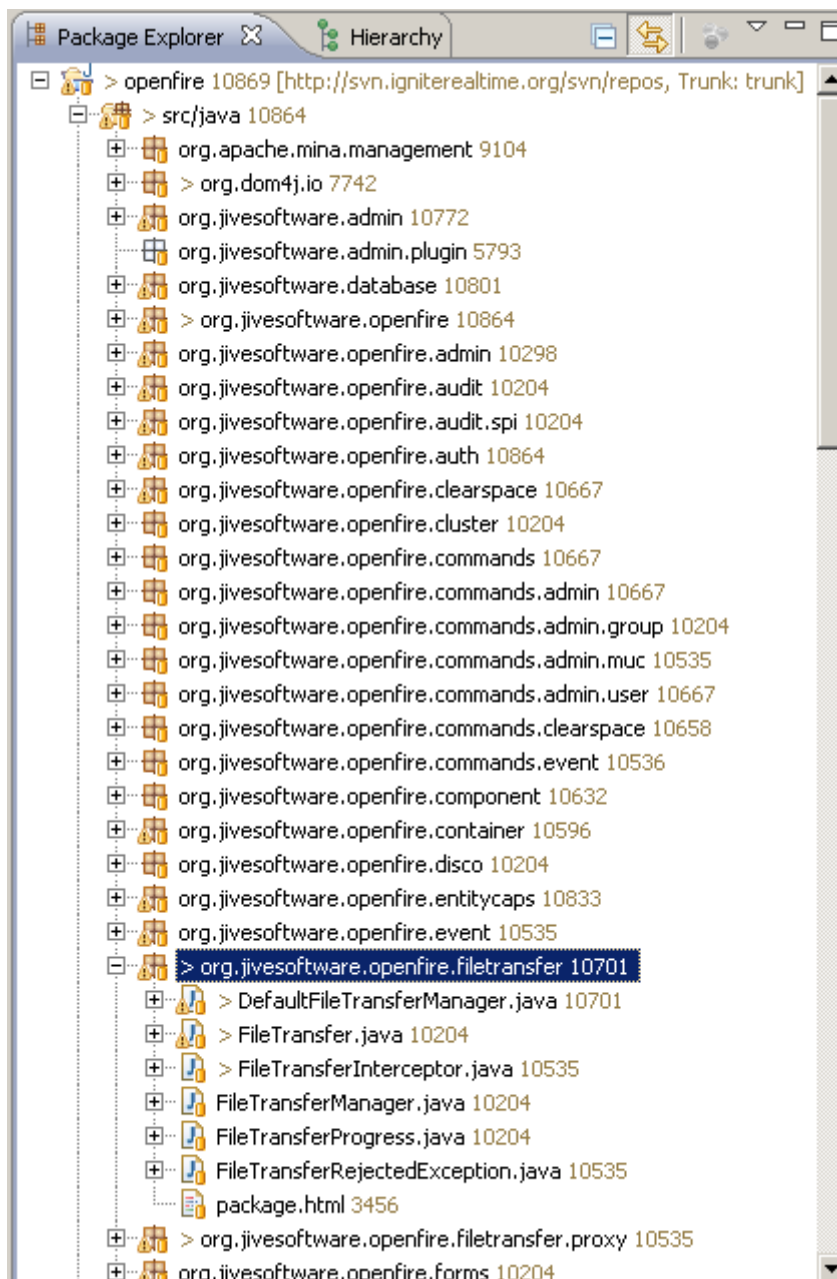 Package Explorer Hierarchy
> openfire 10869 [http://svn.igniterealtime.org/svn/repos, Trunk: trunk]
> src/java 10864
org.apache.mina.management 9104
> org.dom4j.io 7742
org.jivesoftware.admin 10772
org.jivesoftware.admin.plugin 5793
org.jivesoftware.database 10801
> org.jivesoftware.openfire 10864
org.jivesoftware.openfire.admin 10298
org.jivesoftware.openfire.audit 10204
org.jivesoftware.openfire.audit.spi 10204
org.jivesoftware.openfire.auth 10864
org.jivesoftware.openfire.clearspace 10667
org.jivesoftware.openfire.cluster 10204
org.jivesoftware.openfire.commands 10667
org.jivesoftware.openfire.commands.admin 10667
org.jivesoftware.openfire.commands.admin.group 10204
org.jivesoftware.openfire.commands.admin.muc 10535
org.jivesoftware.openfire.commands.admin.user 10667
org.jivesoftware.openfire.commands.clearspace 10658
org.jivesoftware.openfire.commands.event 10536
org.jivesoftware.openfire.component 10632
org.jivesoftware.openfire.container 10596
org.jivesoftware.openfire.disco 10204
org.jivesoftware.openfire.entitycaps 10833
org.jivesoftware.openfire.event 10535
> org.jivesoftware.openfire.filetransfer 10701
> DefaultFileTransferManager.java 10701
> FileTransfer.java 10204
> FileTransferInterceptor.java 10535
FileTransferManager.java 10204
FileTransferProgress.java 10204
FileTransferRejectedException.java 10535
package.html 3456
> org.jivesoftware.openfire.filetransfer.proxy 10535
org.jivesoftware.openfire.forms 10204